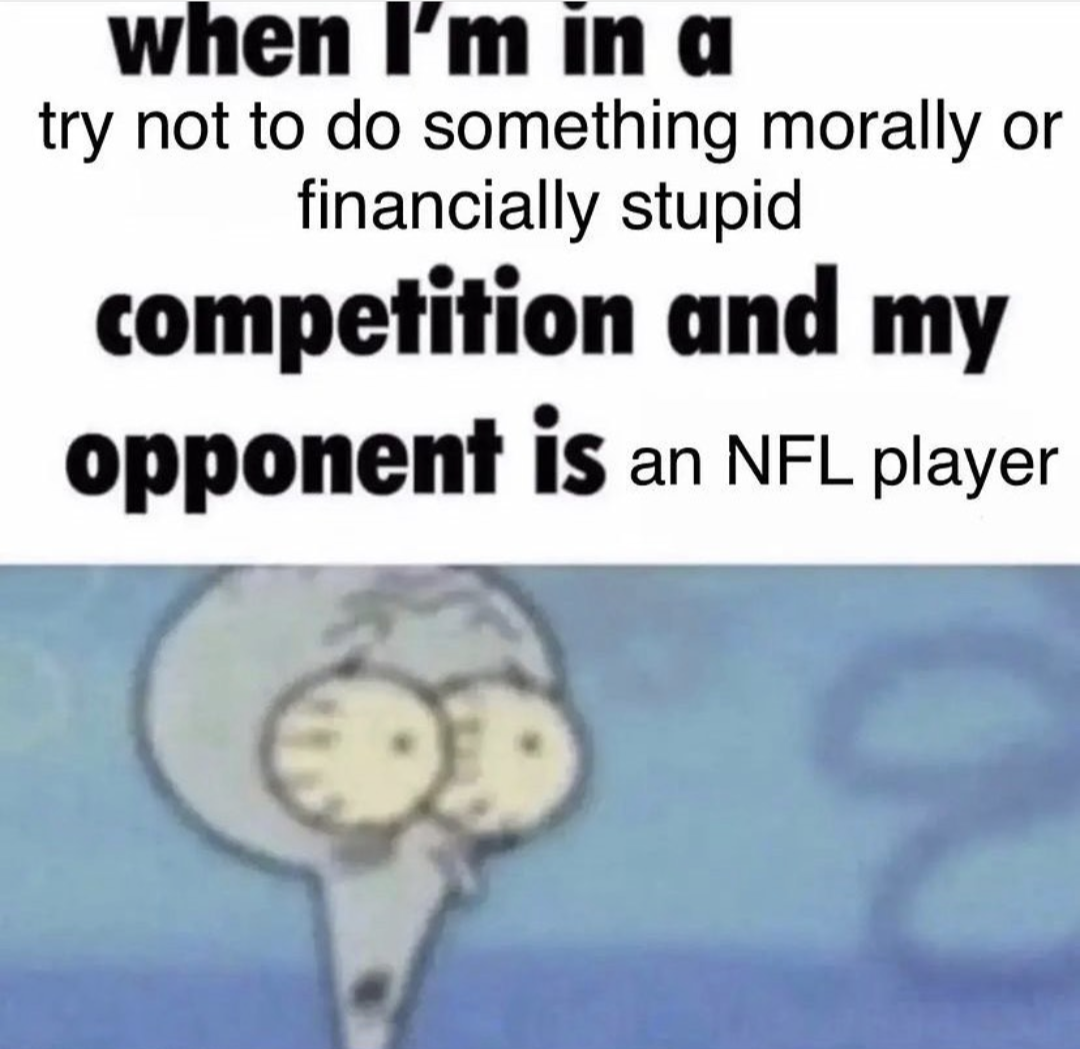 when I'm in a
try not to do something morally or
financially stupid
competition and my
opponent is an NFL player